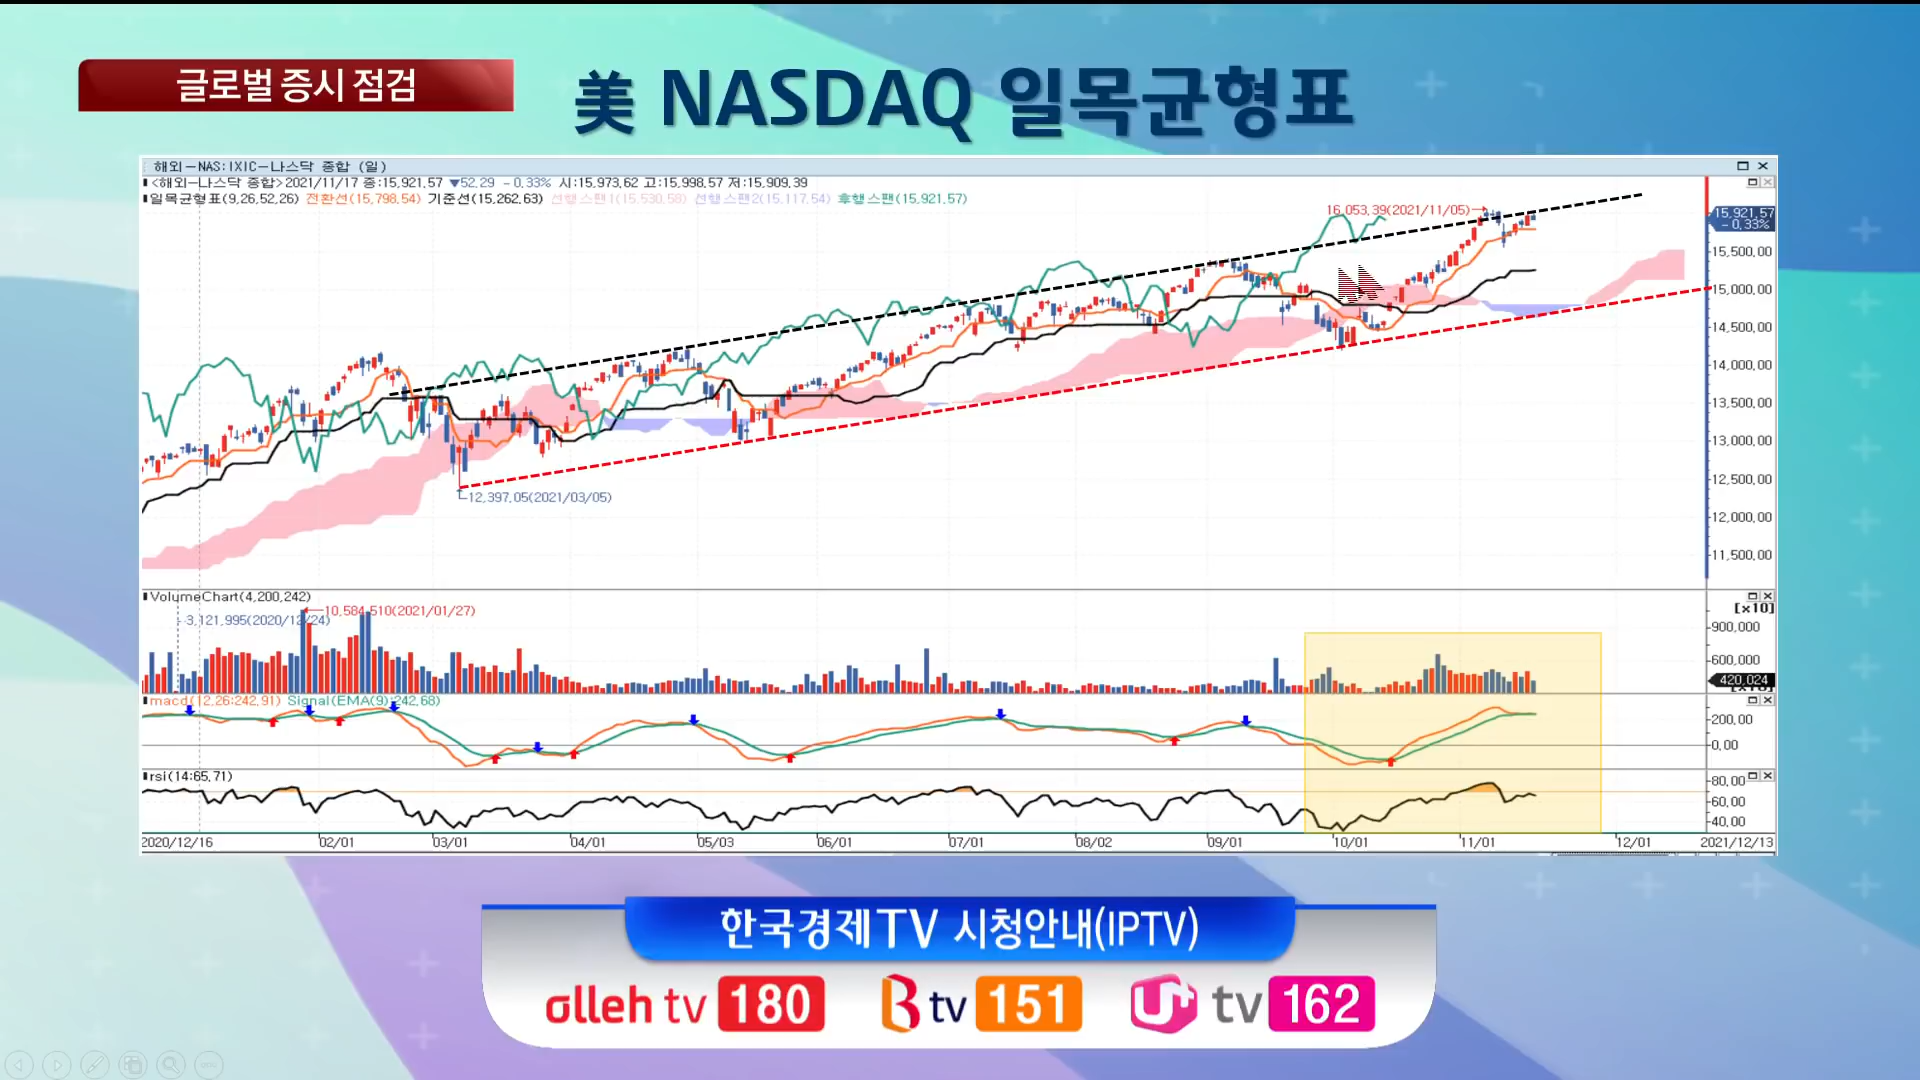 글로벌 증시 점검
美 NASDAQ 일목균형표
해외-NAS:IXIC-나스닥 종합 (일)
<해외-나스닥 종합>2021/11/17 종:15,921.57 ▼52.29 - 0.33% 시:15,973.62 고:15,998.57 저:15,909.39
일목균형표(9,26,52,26) 전환선(15,798.54) 기준선(15,262.63) 선행스팬1(15,530.58) 선행스팬2(15,117.54) 후행스팬(15,921.57)
16,053.39(2021/11/05)
15,921.57
- 0.33%
15,500.00
15,000.00
14,500.00
14,000.00
13,500.00
13,000.00
12,500.00
12,397.05(2021/03/05)
12,000.00
11,500.00
VolumeChart(4,200,242)
[x10]
10,584,510(2021/01/27)
3,121,995(2020/12/24)
900,000
600,000
420,024
macd(12,26:242.91) Signal(EMA(9):242.68)
200.00
0.00
rsi(14:65.71)
80.00
60.00
40.00
2020/12/16 02/01 03/01 04/01 05/03 06/01 07/01 08/02 09/01 10/01 11/01 12/01 2021/12/13
한국경제TV 시청안내(IPTV)
olleh tv 180 B tv 151 U+ tv 162